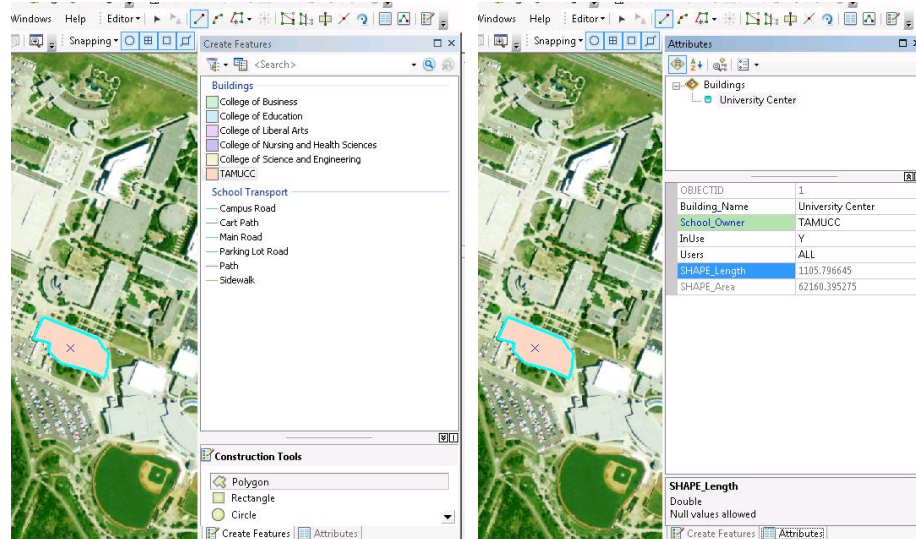 Windows Help Editor
Snapping
Create Features
<Search>
Buildings
College of Business
College of Education
College of Liberal Arts
College of Nursing and Health Sciences
College of Science and Engineering
TAMUCC
School Transport
Campus Road
Cart Path
Main Road
Parking Lot Road
Path
Sidewalk
Construction Tools
Polygon
Rectangle
Circle
Create Features Attributes
Windows Help Editor
Snapping
Attributes
Buildings
University Center
OBJECTID 1
Building_Name University Center
School_Owner TAMUCC
InUse Y
Users ALL
SHAPE_Length 1105.796645
SHAPE_Area 62160.395275
SHAPE_Length
Double
Null values allowed
Create Features Attributes